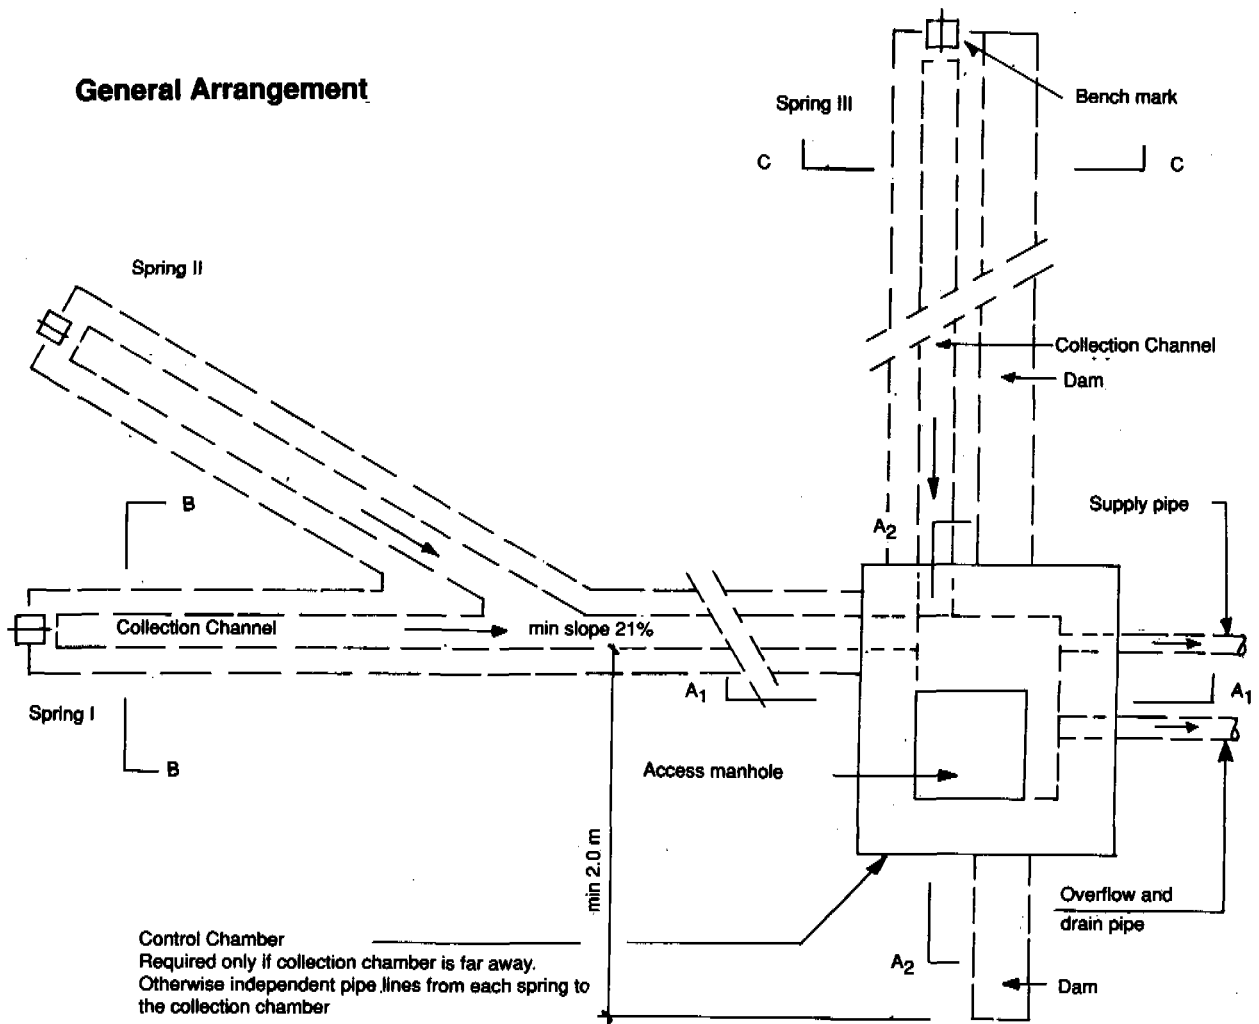 General Arrangement
Spring III
Bench mark
C
C
Spring II
Collection Channel
Dam
B
A2
Supply pipe
Collection Channel
min slope 21%
A1
A1
Spring I
B
Access manhole
min 2.0 m
Overflow and
drain pipe
Control Chamber
Required only if collection chamber is far away.
Otherwise independent pipe lines from each spring to
the collection chamber
A2
Dam